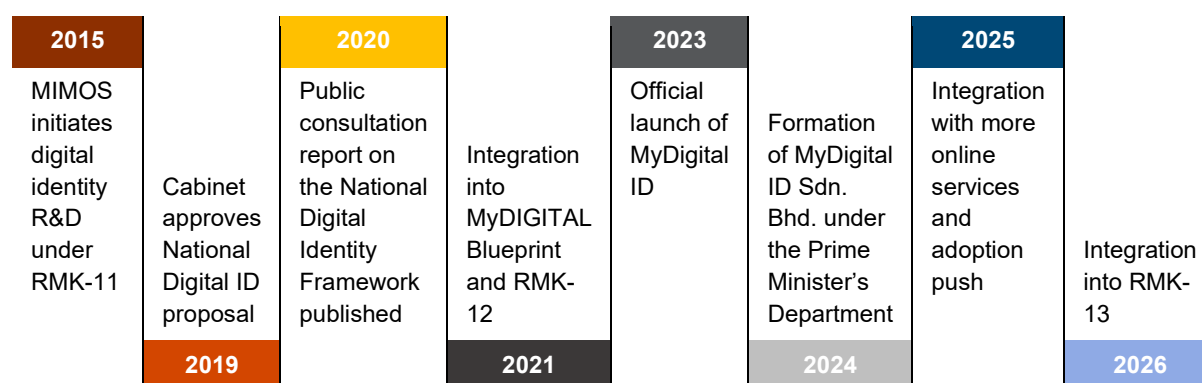 2015
MIMOS
initiates
digital
identity
R&D
under
RMK-11
Cabinet
approves
National
Digital ID
proposal
2019
2020
Public
consultation
report on
the National
Digital
Identity
Framework
published
Integration
into
MyDIGITAL
Blueprint
and RMK-
12
2021
2023
Official
launch of
MyDigital
ID
Formation
of MyDigital
ID Sdn.
Bhd. under
the Prime
Minister’s
Department
2024
2025
Integration
with more
online
services
and
adoption
push
Integration
into RMK-
13
2026